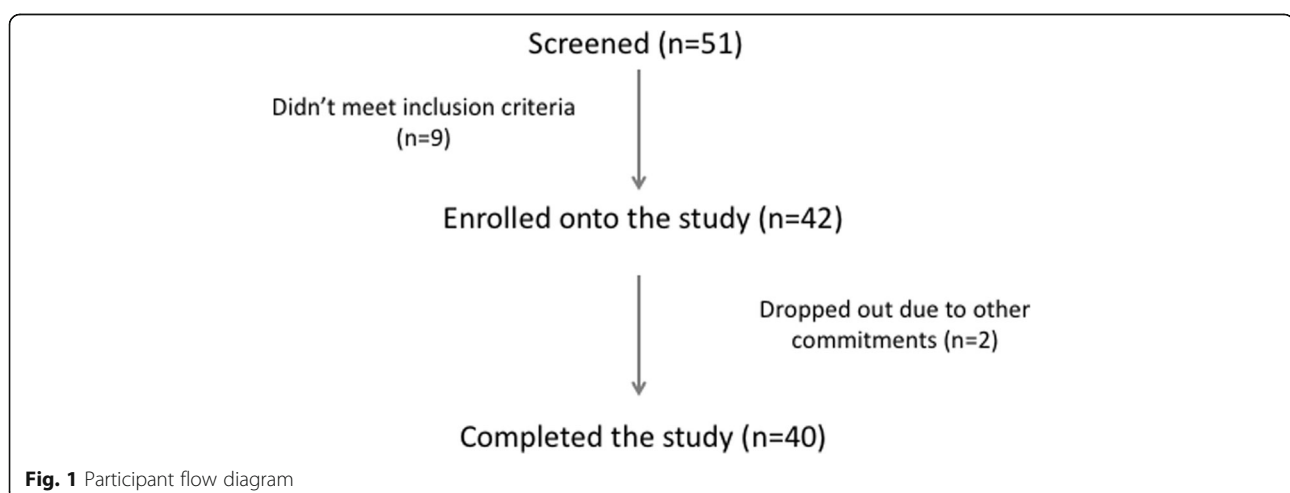 Screened (n=51)
Didn't meet inclusion criteria
(n=9)
Enrolled onto the study (n=42)
Dropped out due to other
commitments (n=2)
Completed the study (n=40)
Fig. 1 Participant flow diagram